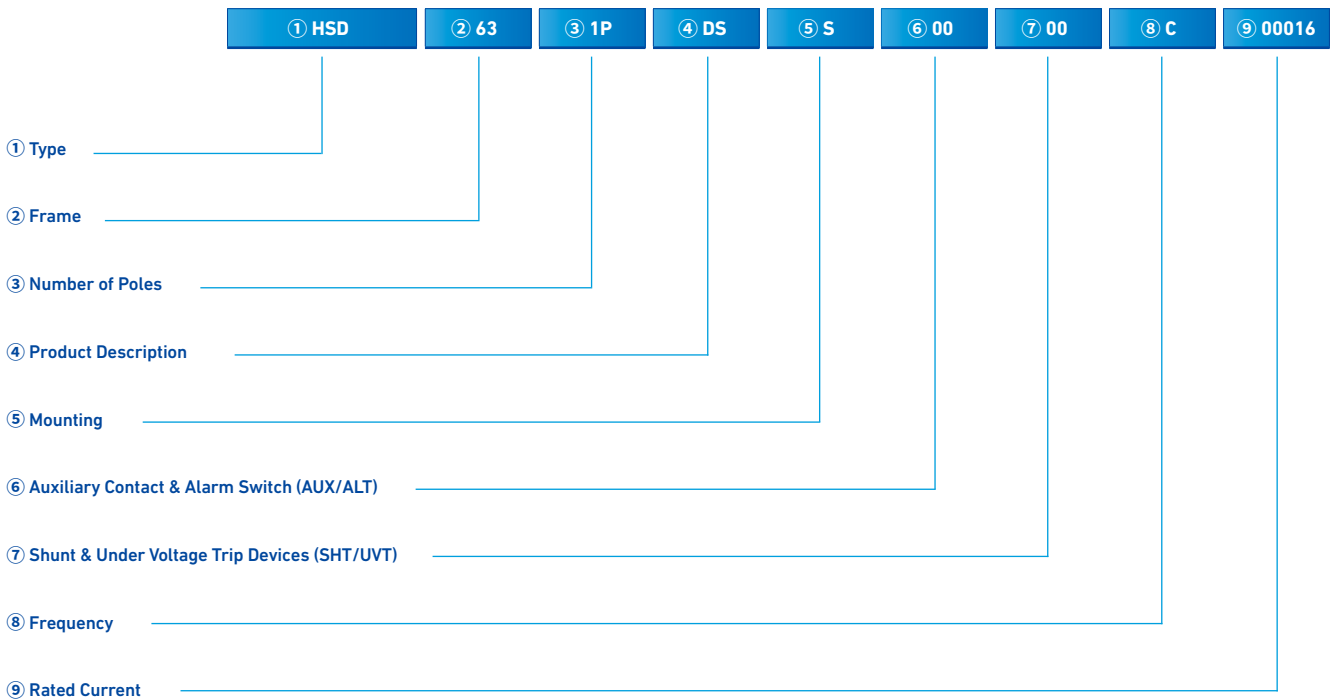 ① HSD ② 63 ③ 1P ④ DS ⑤ S ⑥ 00 ⑦ 00 ⑧ C ⑨ 00016
① Type
② Frame
③ Number of Poles
④ Product Description
⑤ Mounting
⑥ Auxiliary Contact & Alarm Switch (AUX/ALT)
⑦ Shunt & Under Voltage Trip Devices (SHT/UVT)
⑧ Frequency
⑨ Rated Current